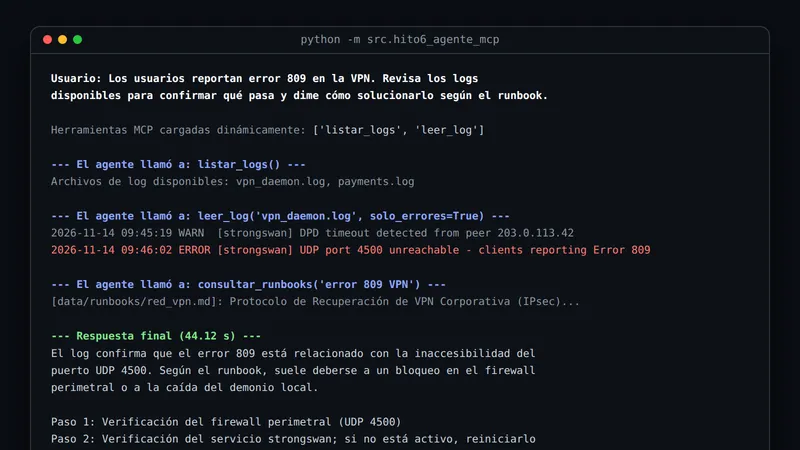 python -m src.hito6_agente_mcp
Usuario: Los usuarios reportan error 809 en la VPN. Revisa los logs
disponibles para confirmar qué pasa y dime cómo solucionarlo según el runbook.
Herramientas MCP cargadas dinámicamente: ['listar_logs', 'leer_log']
--- El agente llamó a: listar_logs() ---
Archivos de log disponibles: vpn_daemon.log, payments.log
--- El agente llamó a: leer_log('vpn_daemon.log', solo_errores=True) ---
2026-11-14 09:45:19 WARN  [strongswan] DPD timeout detected from peer 203.0.113.42
2026-11-14 09:46:02 ERROR [strongswan] UDP port 4500 unreachable - clients reporting Error 809
--- El agente llamó a: consultar_runbooks('error 809 VPN') ---
[data/runbooks/red_vpn.md]: Protocolo de Recuperación de VPN Corporativa (IPsec)...
--- Respuesta final (44.12 s) ---
El log confirma que el error 809 está relacionado con la inaccesibilidad del
puerto UDP 4500. Según el runbook, suele deberse a un bloqueo en el firewall
perimetral o a la caída del demonio local.
Paso 1: Verificación del firewall perimetral (UDP 4500)
Paso 2: Verificación del servicio strongswan; si no está activo, reiniciarlo